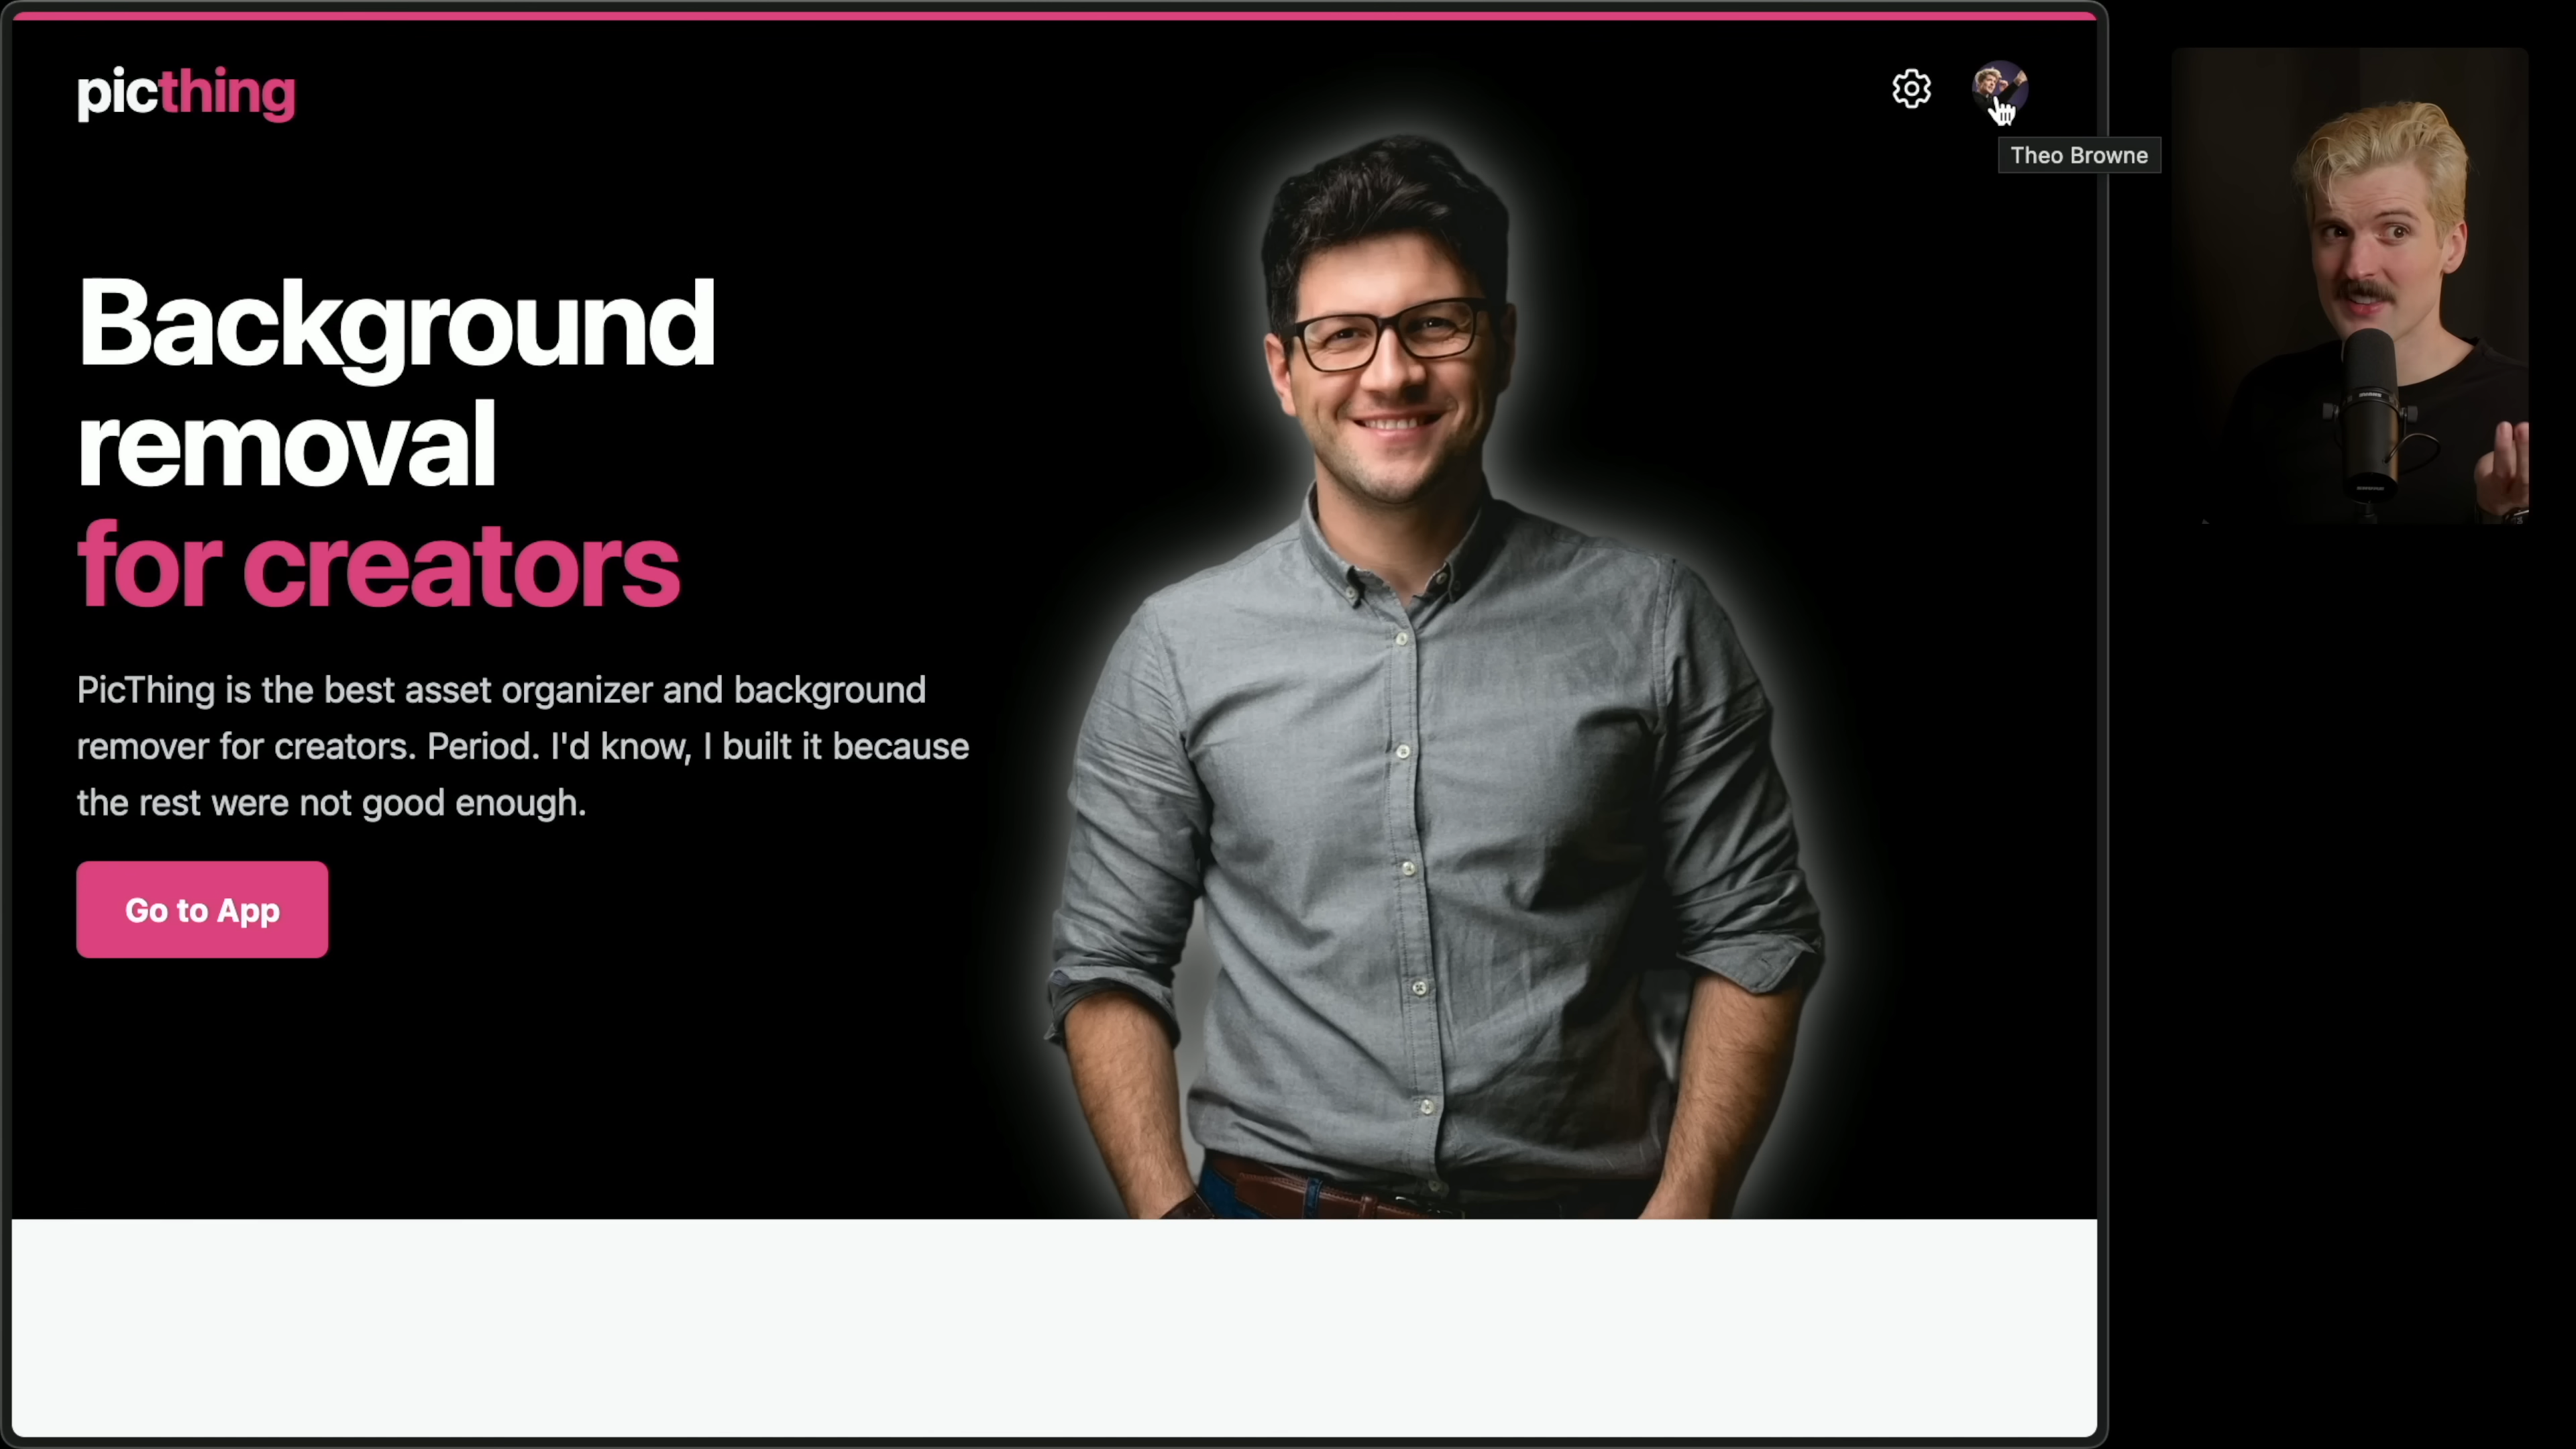 picthing
Theo Browne
Background
removal
for creators
PicThing is the best asset organizer and background
remover for creators. Period. I'd know, I built it because
the rest were not good enough.
Go to App